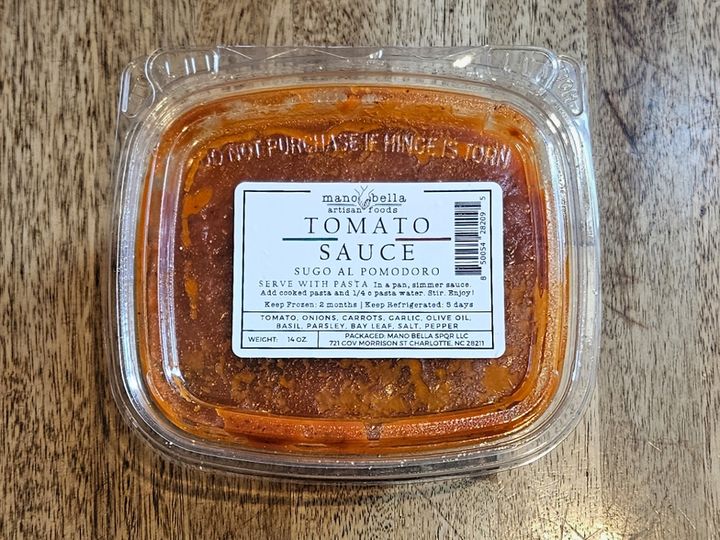 DO NOT PURCHASE IF HINGE IS TORN
mano bella
artisan foods
TOMATO
SAUCE
SUGO AL POMODORO
SERVE WITH PASTA In a pan, simmer sauce.
Add cooked pasta and 1/4 c pasta water. Stir. Enjoy!
Keep Frozen: 2 months | Keep Refrigerated: 5 days
TOMATO, ONIONS, CARROTS, GARLIC, OLIVE OIL,
BASIL, PARSLEY, BAY LEAF, SALT, PEPPER
WEIGHT: 14 OZ.
PACKAGED: MANO BELLA SPQR LLC
721 GOV MORRISON ST CHARLOTTE, NC 28211
8 50054 28209 5